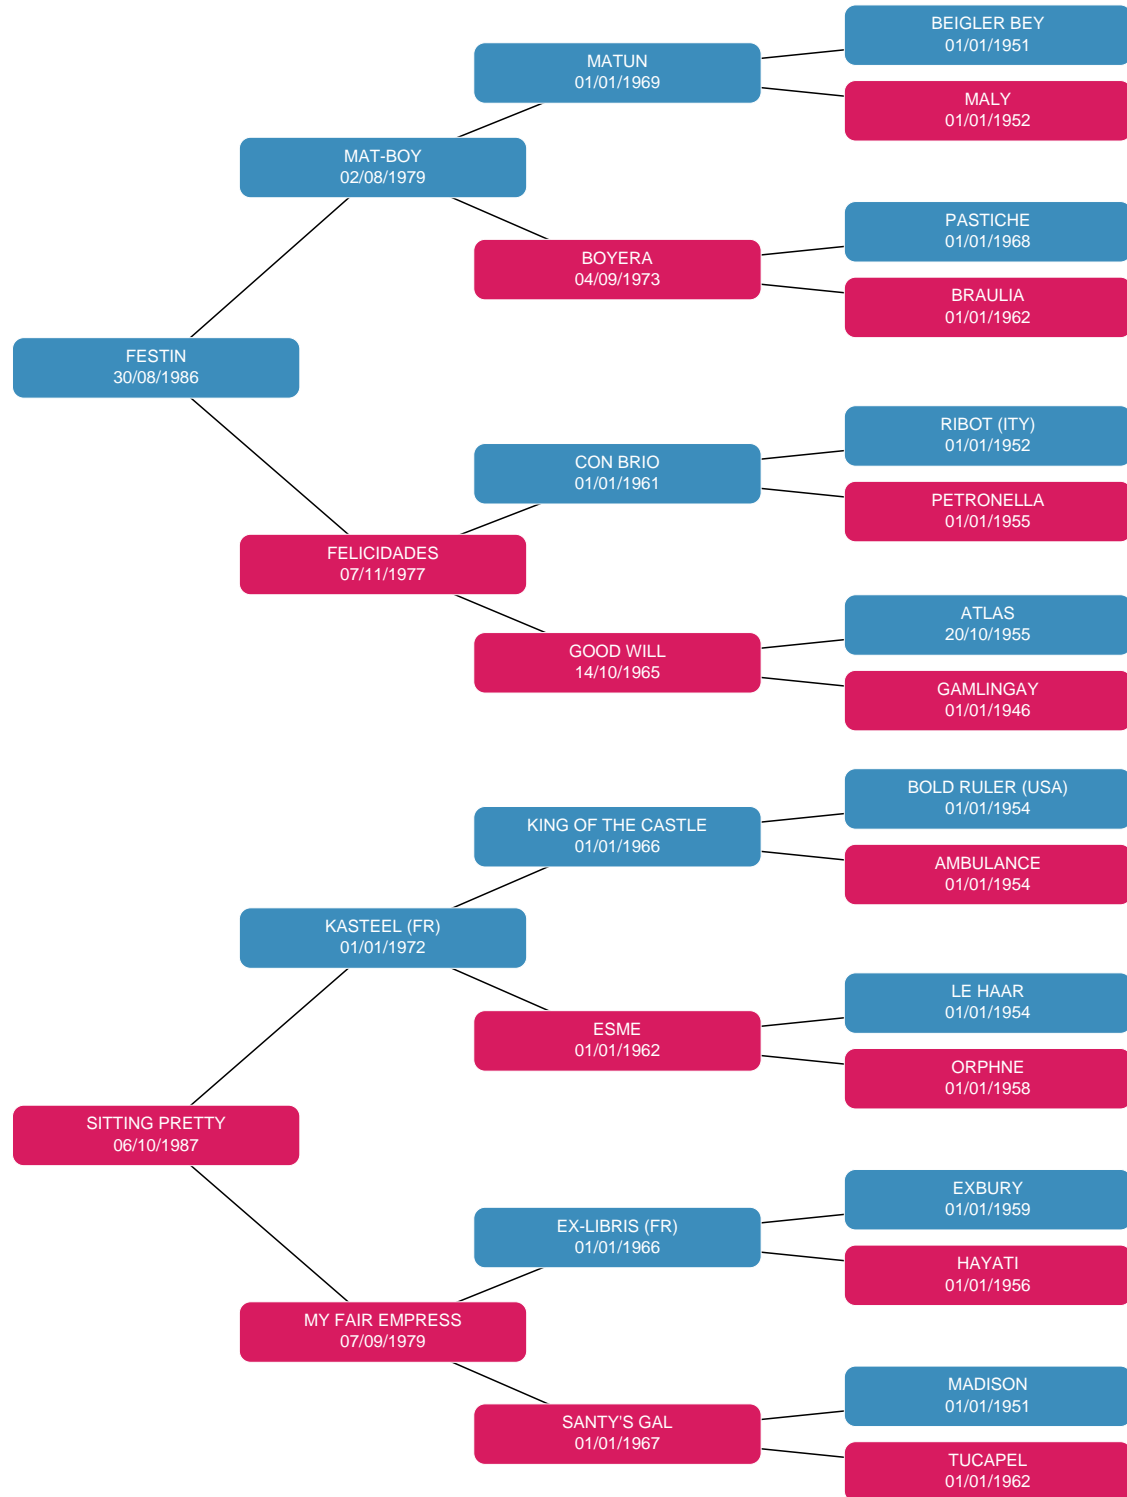 BEIGLER BEY
01/01/1951
MATUN
01/01/1969
MALY
01/01/1952
MAT-BOY
02/08/1979
PASTICHE
01/01/1968
BOYERA
04/09/1973
BRAULIA
01/01/1962
FESTIN
30/08/1986
RIBOT (ITY)
01/01/1952
CON BRIO
01/01/1961
PETRONELLA
01/01/1955
FELICIDADES
07/11/1977
ATLAS
20/10/1955
GOOD WILL
14/10/1965
GAMLINGAY
01/01/1946
BOLD RULER (USA)
01/01/1954
KING OF THE CASTLE
01/01/1966
AMBULANCE
01/01/1954
KASTEEL (FR)
01/01/1972
LE HAAR
01/01/1954
ESME
01/01/1962
ORPHNE
01/01/1958
SITTING PRETTY
06/10/1987
EXBURY
01/01/1959
EX-LIBRIS (FR)
01/01/1966
HAYATI
01/01/1956
MY FAIR EMPRESS
07/09/1979
MADISON
01/01/1951
SANTY'S GAL
01/01/1967
TUCAPEL
01/01/1962